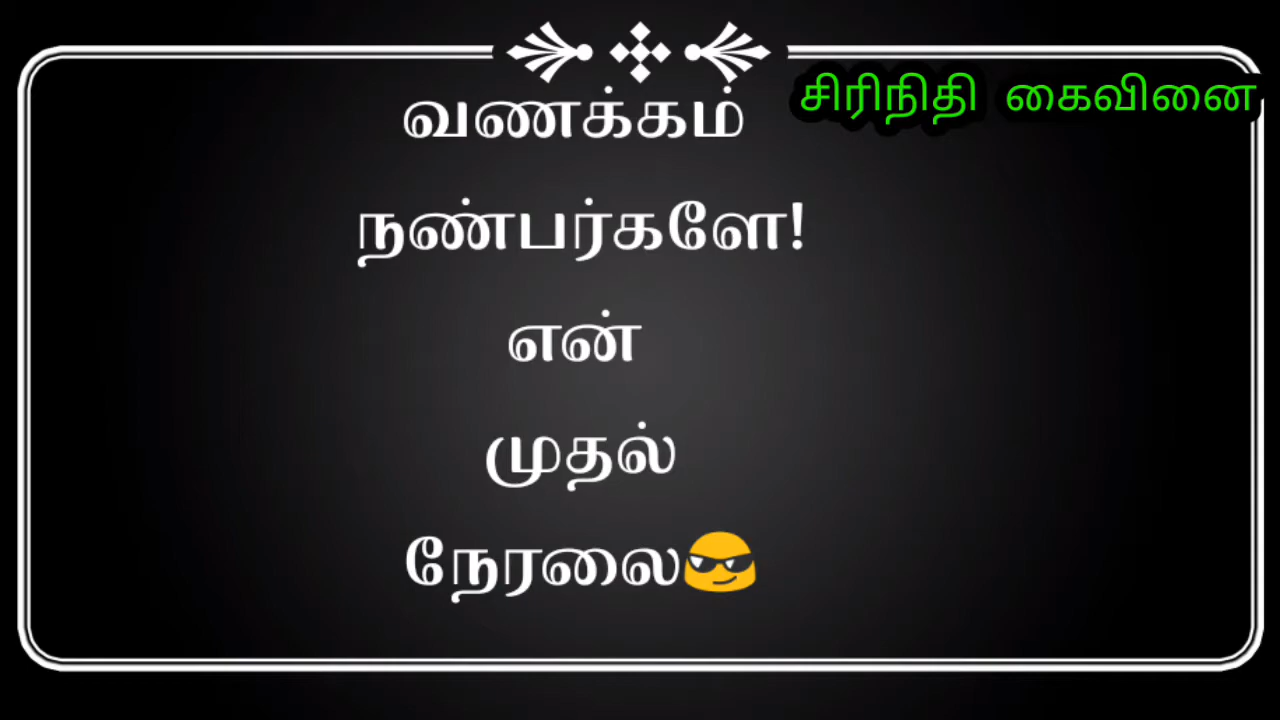 வணக்கம்
சிரிநிதி கைவினை
நண்பர்களே!
என்
முதல்
நேரலை😎